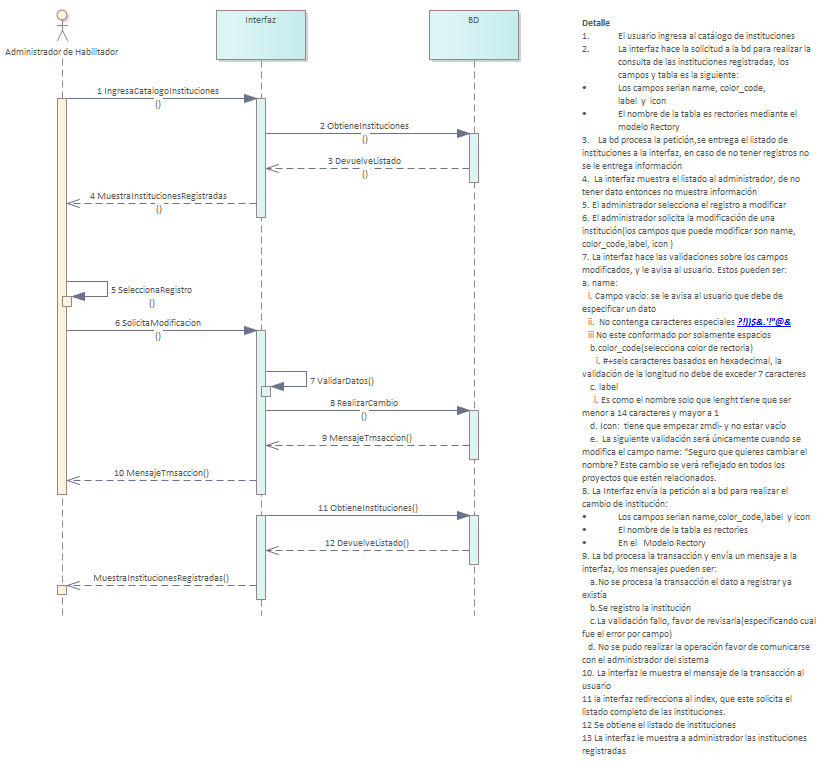 Interfaz
BD
Administrador de Habilitador
1 IngresaCatalogoInstituciones
()
2 ObtieneInstituciones
()
3 DevuelveListado
()
4 MuestraInstitucionesRegistradas
()
5 SeleccionaRegistro
()
6 SolicitaModificacion
()
7 ValidarDatos()
8 RealizarCambio
()
9 MensajeTrnsaccion()
10 MensajeTrnsaccion()
11 ObtieneInstituciones()
12 DevuelveListado()
MuestraInstitucionesRegistradas()
Detalle
1. El usuario ingresa al catálogo de instituciones
2. La interfaz hace la solicitud a la bd para realizar la
consulta de las instituciones registradas, los
campos y tabla es la siguiente:
• Los campos serian name, color_code,
label y icon
• El nombre de la tabla es rectories mediante el
modelo Rectory
3. La bd procesa la petición,se entrega el listado de
instituciones a la interfaz, en caso de no tener registros no
se le entrega información
4. La interfaz muestra el listado al administrador, de no
tener dato entonces no muestra información
5. El administrador selecciona el registro a modificar
6. El administrador solicita la modificación de una
institución(los campos que puede modificar son name,
color_code,label, icon )
7. La interfaz hace las validaciones sobre los campos
modificados, y le avisa al usuario. Estos pueden ser:
a. name:
i. Campo vacío: se le avisa al usuario que debe de
especificar un dato
ii. No contenga caracteres especiales ?!))$&.'!"@&
iii No este conformado por solamente espacios
b.color_code(selecciona color de rectoria)
i. #+seis caracteres basados en hexadecimal, la
validación de la longitud no debe de exceder 7 caracteres
c. label
i. Es como el nombre solo que lenght tiene que ser
menor a 14 caracteres y mayor a 1
d. Icon: tiene que empezar zmdi- y no estar vacío
e. La siguiente validación será únicamente cuando se
modifica el campo name: "Seguro que quieres cambiar el
nombre? Este cambio se verá reflejado en todos los
proyectos que estén relacionados.
8. La Interfaz envía la petición al a bd para realizar el
cambio de institución:
• Los campos serian name,color_code,label y icon
• El nombre de la tabla es rectories
• En el Modelo Rectory
9. La bd procesa la transacción y envía un mensaje a la
interfaz, los mensajes pueden ser:
a.No se procesa la transacción el dato a registrar ya
existía
b.Se registro la institución
c.La validación fallo, favor de revisarla(especificando cual
fue el error por campo)
d. No se pudo realizar la operación favor de comunicarse
con el administrador del sistema
10. La interfaz le muestra el mensaje de la transacción al
usuario
11 la interfaz redirecciona al index, que este solicita el
listado completo de las instituciones.
12 Se obtiene el listado de instituciones
13 La interfaz le muestra a administrador las instituciones
registradas